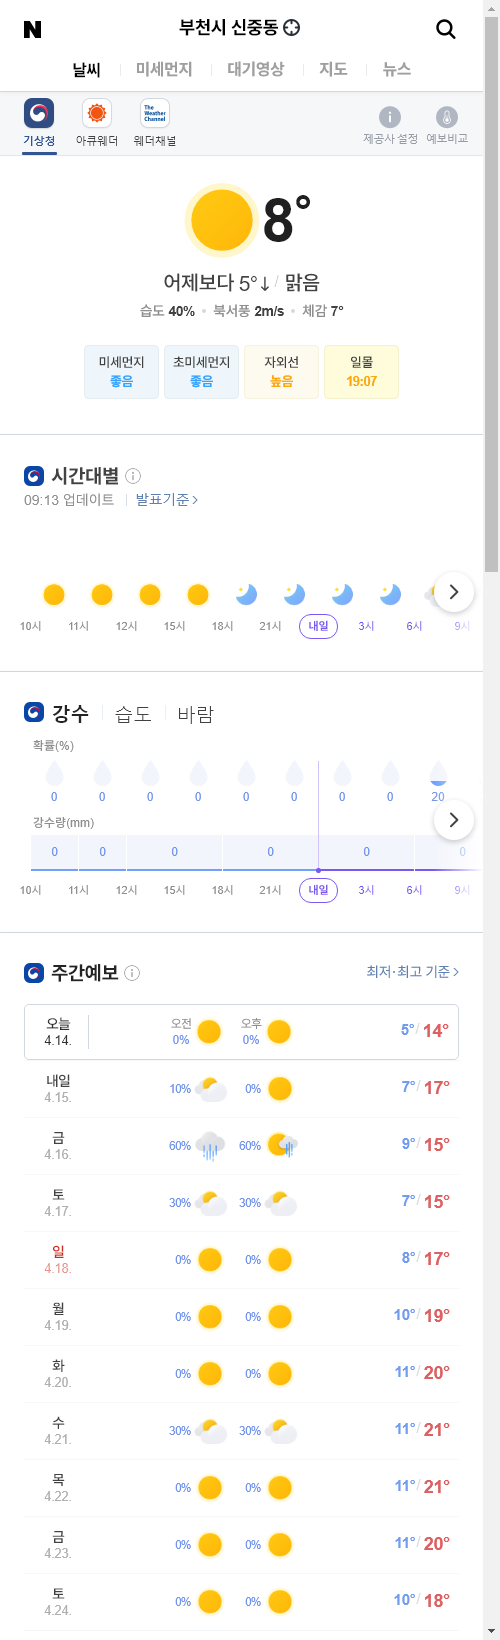 N 부천시 신중동
날씨 미세먼지 대기영상 지도 뉴스
The Weather Channel
기상청 아큐웨더 웨더채널 제공사 설정 예보비교
8°
어제보다 5°↓ / 맑음
습도 40% • 북서풍 2m/s • 체감 7°
미세먼지 초미세먼지 자외선 일몰
좋음 좋음 높음 19:07
시간대별
09:13 업데이트 발표기준 >
10시 11시 12시 15시 18시 21시 내일 3시 6시 9시
강수 습도 바람
확률(%)
0 0 0 0 0 0 0 0 20
강수량(mm)
0 0 0 0 0 0
10시 11시 12시 15시 18시 21시 내일 3시 6시 9시
주간예보 최저·최고 기준 >
오늘 오전 오후
4.14. 0% 0% 5° / 14°
내일
4.15. 10% 0% 7° / 17°
금
4.16. 60% 60% 9° / 15°
토
4.17. 30% 30% 7° / 15°
일
4.18. 0% 0% 8° / 17°
월
4.19. 0% 0% 10° / 19°
화
4.20. 0% 0% 11° / 20°
수
4.21. 30% 30% 11° / 21°
목
4.22. 0% 0% 11° / 21°
금
4.23. 0% 0% 11° / 20°
토
4.24. 0% 0% 10° / 18°